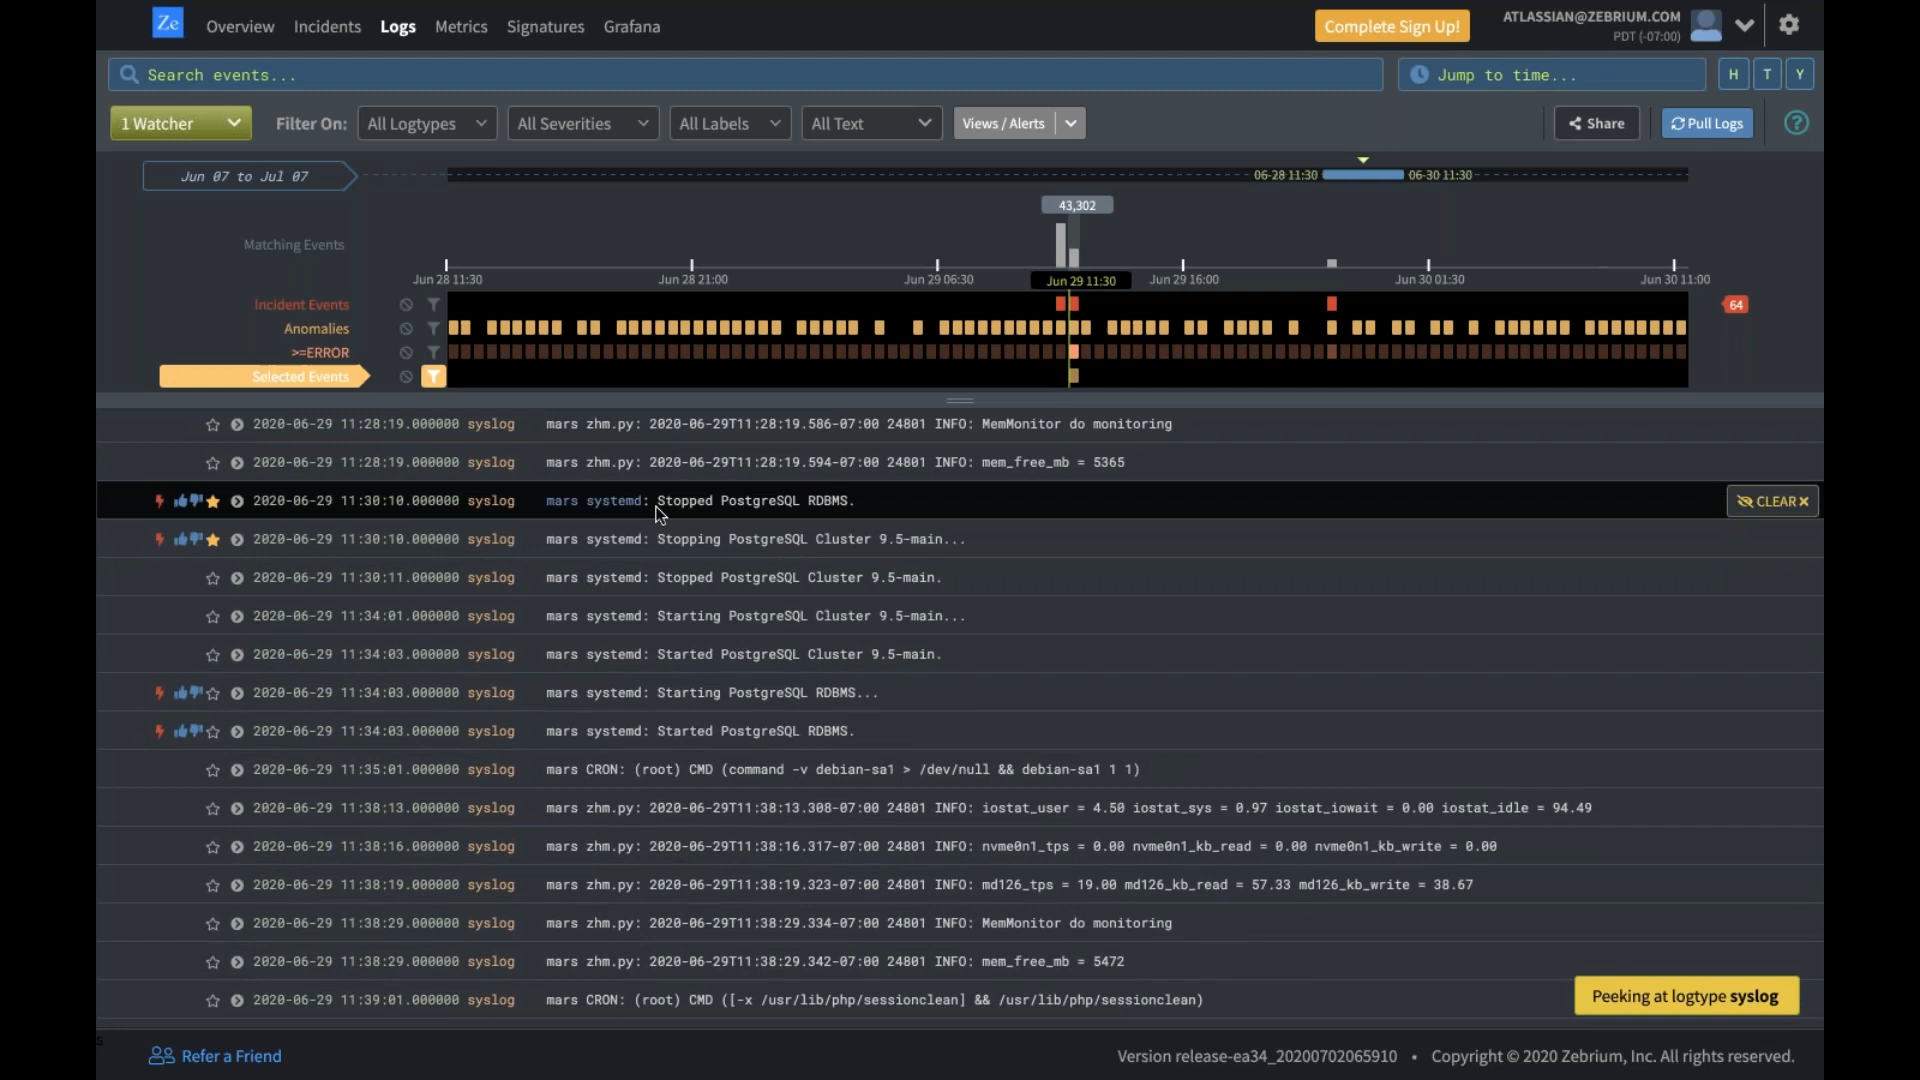 Ze Overview Incidents Logs Metrics Signatures Grafana Complete Sign Up! ATLASSIAN@ZEBRIUM.COM
PDT (-07:00)
Search events... Jump to time... H T Y
1 Watcher Filter On: All Logtypes All Severities All Labels All Text Views / Alerts Share Pull Logs ?
Jun 07 to Jul 07 06-28 11:30 06-30 11:30
43,302
Matching Events
Jun 28 11:30 Jun 28 21:00 Jun 29 06:30 Jun 29 11:30 Jun 29 16:00 Jun 30 01:30 Jun 30 11:00
Incident Events 64
Anomalies
>=ERROR
Selected Events
2020-06-29 11:28:19.000000 syslog mars zhm.py: 2020-06-29T11:28:19.586-07:00 24801 INFO: MemMonitor do monitoring
2020-06-29 11:28:19.000000 syslog mars zhm.py: 2020-06-29T11:28:19.594-07:00 24801 INFO: mem_free_mb = 5365
2020-06-29 11:30:10.000000 syslog mars systemd: Stopped PostgreSQL RDBMS. CLEAR
2020-06-29 11:30:10.000000 syslog mars systemd: Stopping PostgreSQL Cluster 9.5-main...
2020-06-29 11:30:11.000000 syslog mars systemd: Stopped PostgreSQL Cluster 9.5-main.
2020-06-29 11:34:01.000000 syslog mars systemd: Starting PostgreSQL Cluster 9.5-main...
2020-06-29 11:34:03.000000 syslog mars systemd: Started PostgreSQL Cluster 9.5-main.
2020-06-29 11:34:03.000000 syslog mars systemd: Starting PostgreSQL RDBMS...
2020-06-29 11:34:03.000000 syslog mars systemd: Started PostgreSQL RDBMS.
2020-06-29 11:35:01.000000 syslog mars CRON: (root) CMD (command -v debian-sa1 > /dev/null && debian-sa1 1 1)
2020-06-29 11:38:13.000000 syslog mars zhm.py: 2020-06-29T11:38:13.308-07:00 24801 INFO: iostat_user = 4.50 iostat_sys = 0.97 iostat_iowait = 0.00 iostat_idle = 94.49
2020-06-29 11:38:16.000000 syslog mars zhm.py: 2020-06-29T11:38:16.317-07:00 24801 INFO: nvme0n1_tps = 0.00 nvme0n1_kb_read = 0.00 nvme0n1_kb_write = 0.00
2020-06-29 11:38:19.000000 syslog mars zhm.py: 2020-06-29T11:38:19.323-07:00 24801 INFO: md126_tps = 19.00 md126_kb_read = 57.33 md126_kb_write = 38.67
2020-06-29 11:38:29.000000 syslog mars zhm.py: 2020-06-29T11:38:29.334-07:00 24801 INFO: MemMonitor do monitoring
2020-06-29 11:38:29.000000 syslog mars zhm.py: 2020-06-29T11:38:29.342-07:00 24801 INFO: mem_free_mb = 5472
2020-06-29 11:39:01.000000 syslog mars CRON: (root) CMD ([-x /usr/lib/php/sessionclean] && /usr/lib/php/sessionclean)
Peeking at logtype syslog
Refer a Friend Version release-ea34_20200702065910 • Copyright © 2020 Zebrium, Inc. All rights reserved.